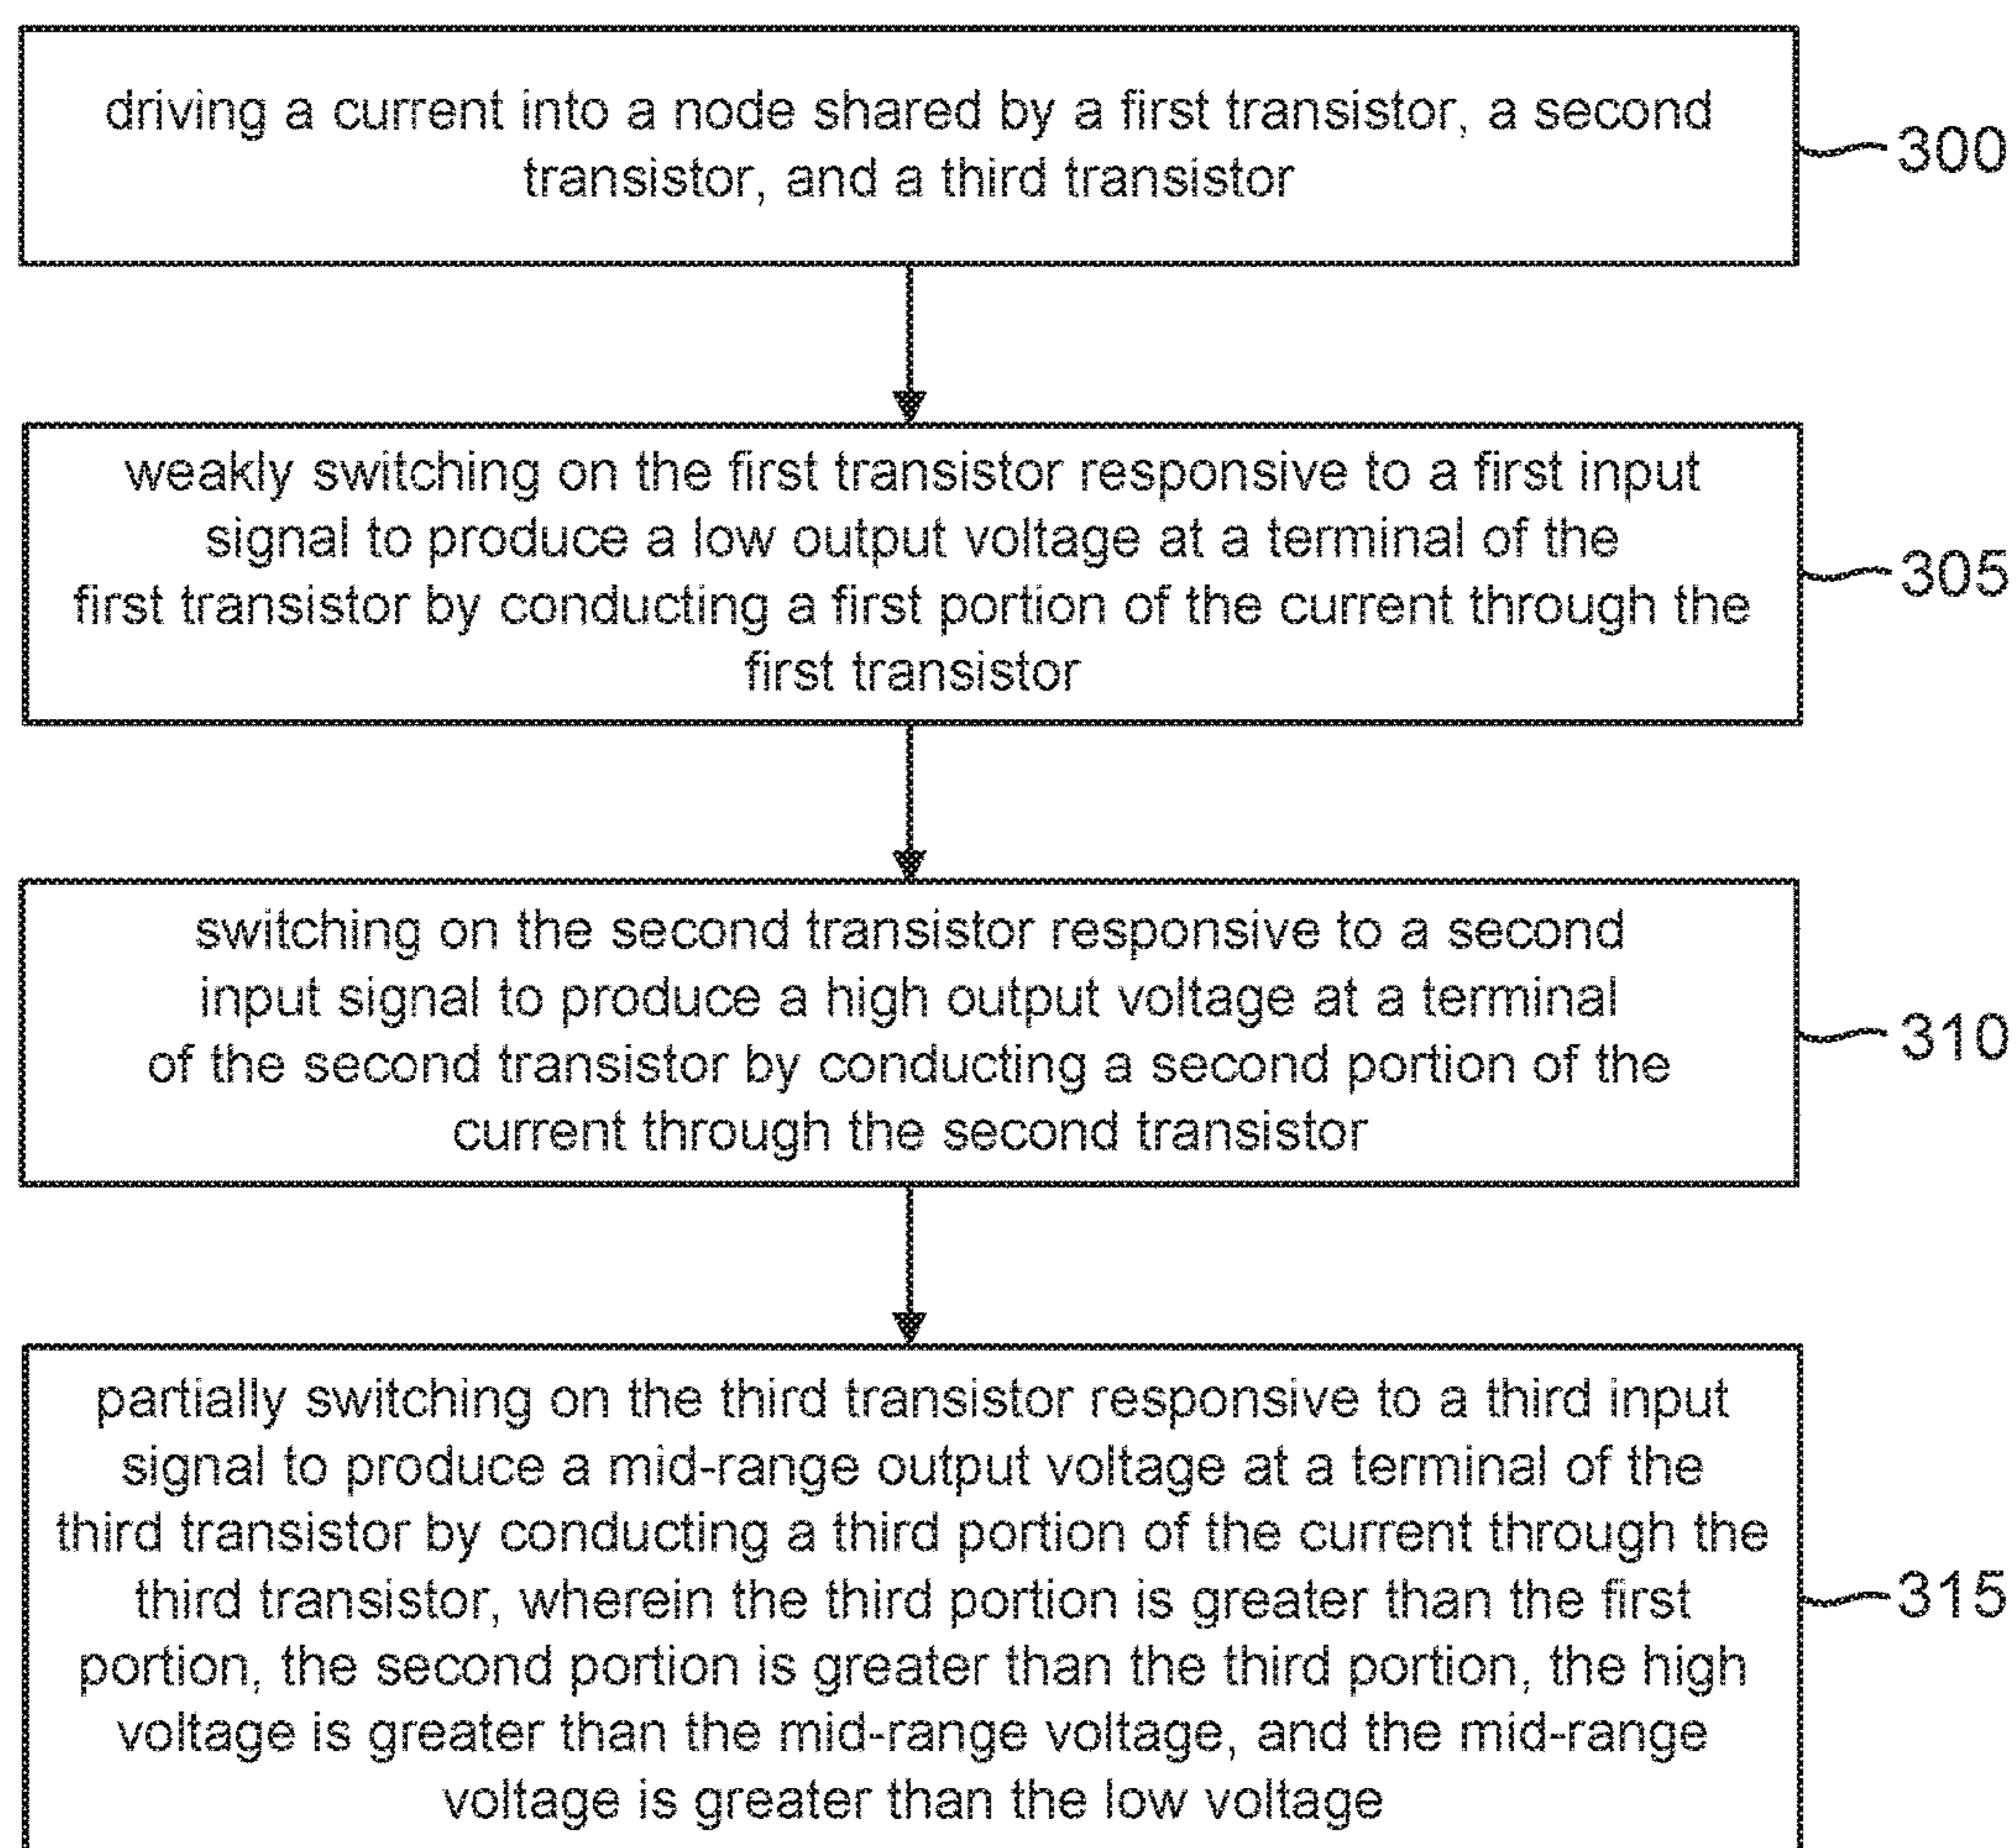 driving a current into a node shared by a first transistor, a second
transistor, and a third transistor
300
weakly switching on the first transistor responsive to a first input
signal to produce a low output voltage at a terminal of the
first transistor by conducting a first portion of the current through the
first transistor
305
switching on the second transistor responsive to a second
input signal to produce a high output voltage at a terminal
of the second transistor by conducting a second portion of the
current through the second transistor
310
partially switching on the third transistor responsive to a third input
signal to produce a mid-range output voltage at a terminal of the
third transistor by conducting a third portion of the current through the
third transistor, wherein the third portion is greater than the first
portion, the second portion is greater than the third portion, the high
voltage is greater than the mid-range voltage, and the mid-range
voltage is greater than the low voltage
315